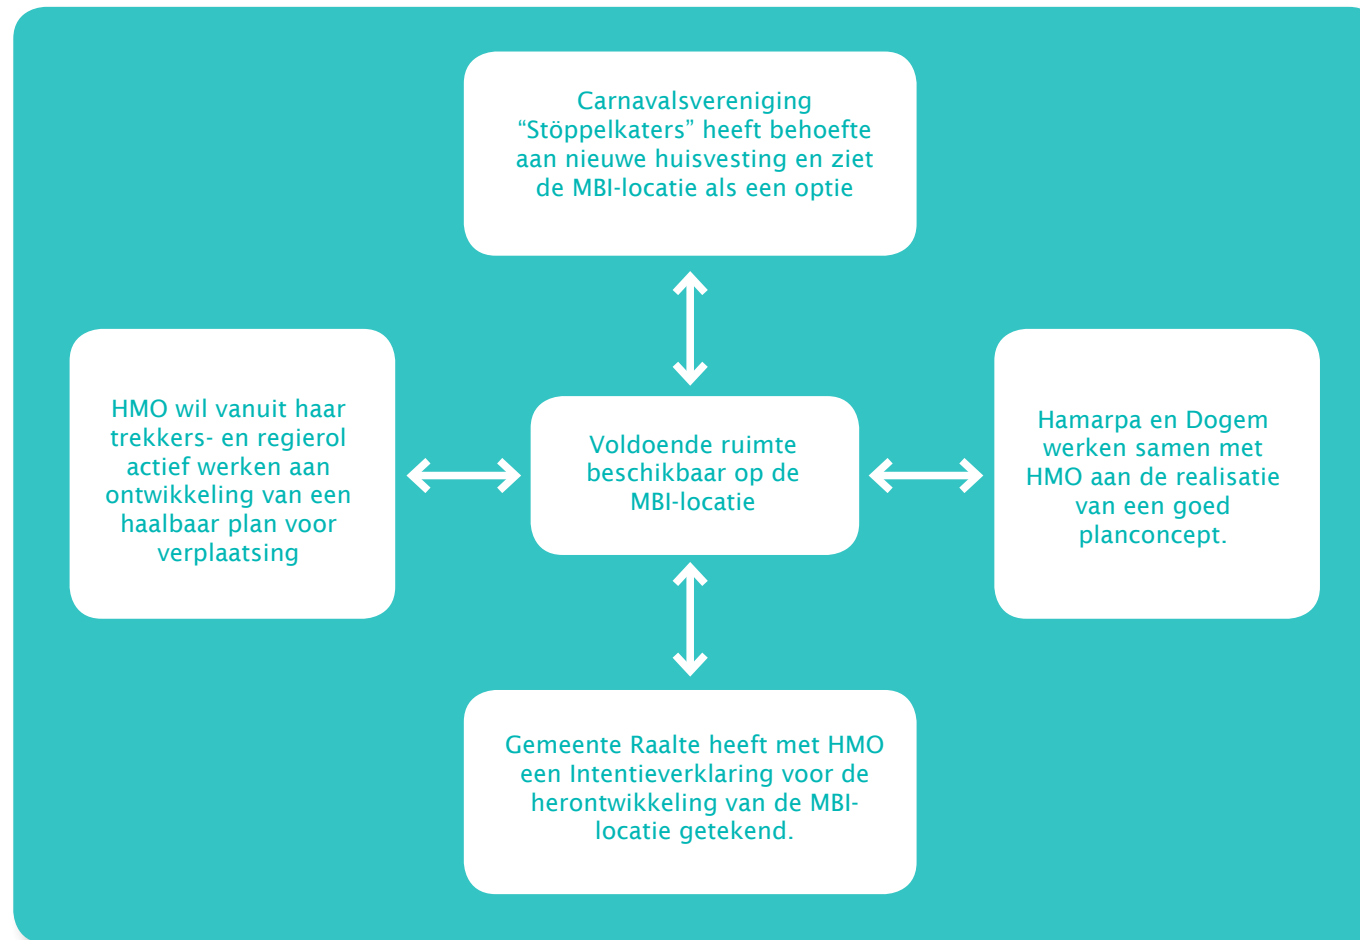 Carnavalsvereniging
“Stöppelkaters” heeft behoefte
aan nieuwe huisvesting en ziet
de MBI-locatie als een optie
HMO wil vanuit haar
trekkers- en regierol
actief werken aan
ontwikkeling van een
haalbaar plan voor
verplaatsing
Voldoende ruimte
beschikbaar op de
MBI-locatie
Hamarpa en Dogem
werken samen met
HMO aan de realisatie
van een goed
planconcept.
Gemeente Raalte heeft met HMO
een Intentieverklaring voor de
herontwikkeling van de MBI-
locatie getekend.